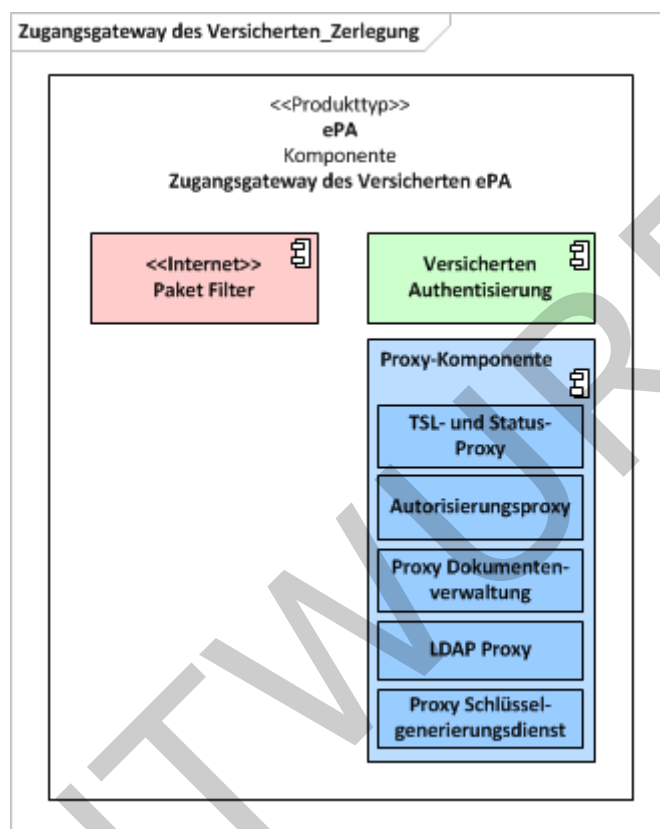 Zugangsgateway des Versicherten_Zerlegung
<<Produkttyp>>
ePA
Komponente
Zugangsgateway des Versicherten ePA
<<Internet>>
Paket Filter
Versicherten
Authentisierung
Proxy-Komponente
TSL- und Status-
Proxy
Autorisierungsproxy
Proxy Dokumenten-
verwaltung
LDAP Proxy
Proxy Schlüssel-
generierungsdienst